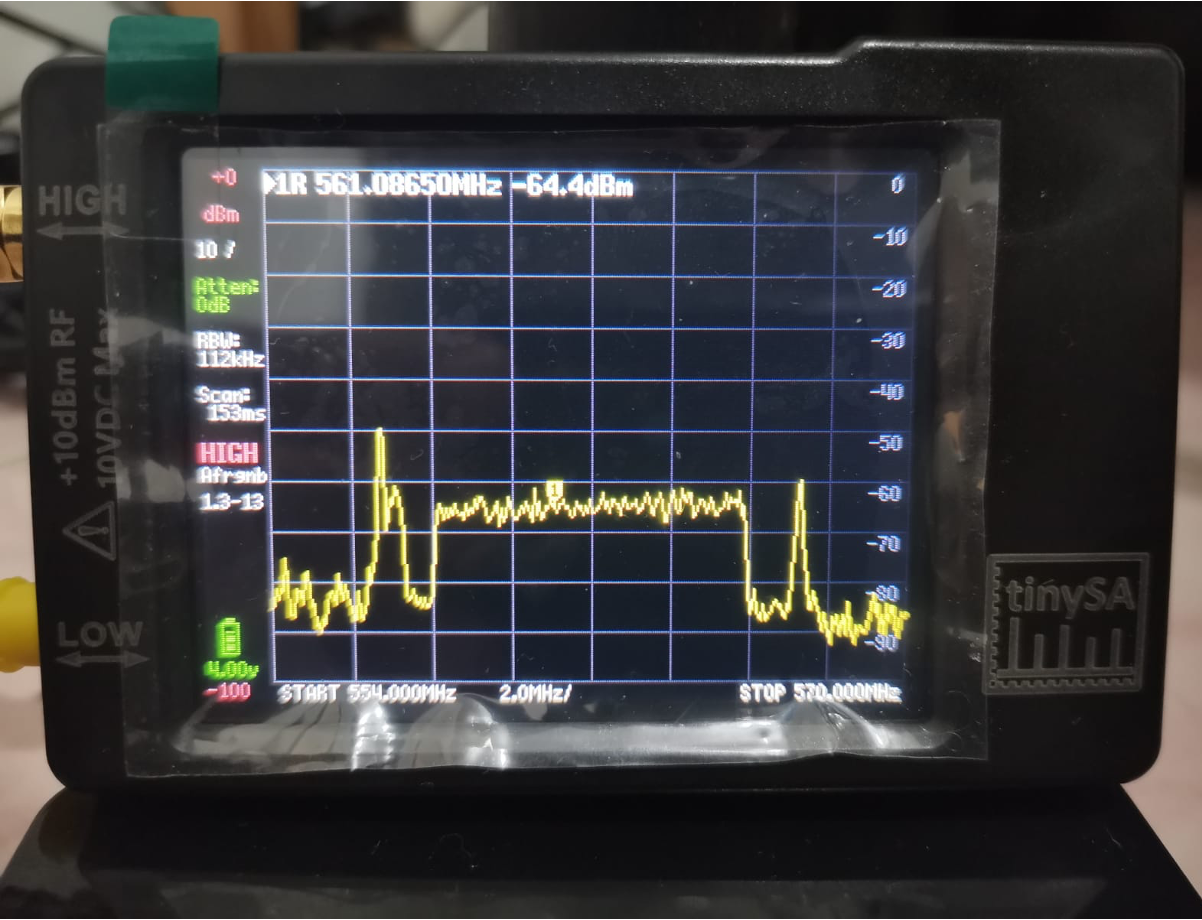 HIGH
+10dBm RF
10VDC Max
LOW
+0
dBm
10 /
Atten:
0dB
RBW:
112kHz
Scan:
153ms
HIGH
1.3-13
4.00v
-100
1R 561.08650MHz -64.4dBm
0
-10
-20
-30
-40
-50
1
-60
-70
-80
-90
START 554.000MHz 2.0MHz/ STOP 570.000MHz
tinySA